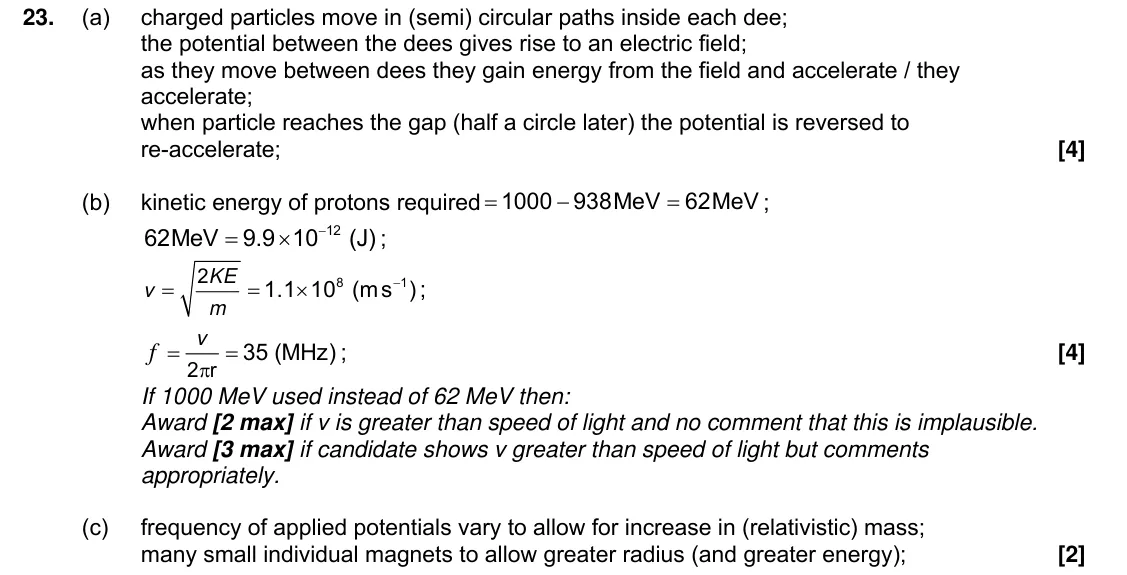 23. (a) charged particles move in (semi) circular paths inside each dee;
the potential between the dees gives rise to an electric field;
as they move between dees they gain energy from the field and accelerate / they
accelerate;
when particle reaches the gap (half a circle later) the potential is reversed to
re-accelerate; [4]
(b) kinetic energy of protons required = 1000 – 938MeV = 62MeV ;
62MeV = 9.9×10⁻¹² (J) ;
v = √(2KE/m) = 1.1×10⁸ (m s⁻¹) ;
f = v/2πr = 35 (MHz) ; [4]
If 1000 MeV used instead of 62 MeV then:
Award [2 max] if v is greater than speed of light and no comment that this is implausible.
Award [3 max] if candidate shows v greater than speed of light but comments
appropriately.
(c) frequency of applied potentials vary to allow for increase in (relativistic) mass;
many small individual magnets to allow greater radius (and greater energy); [2]